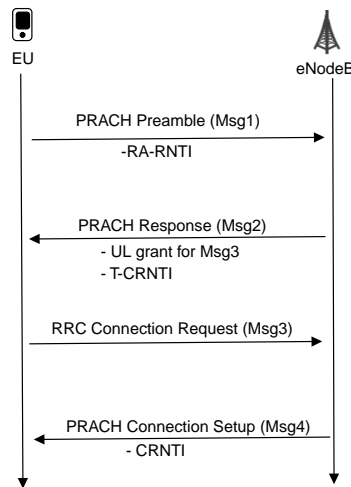 EU
eNodeB
PRACH Preamble (Msg1)
-RA-RNTI
PRACH Response (Msg2)
- UL grant for Msg3
- T-CRNTI
RRC Connection Request (Msg3)
PRACH Connection Setup (Msg4)
- CRNTI